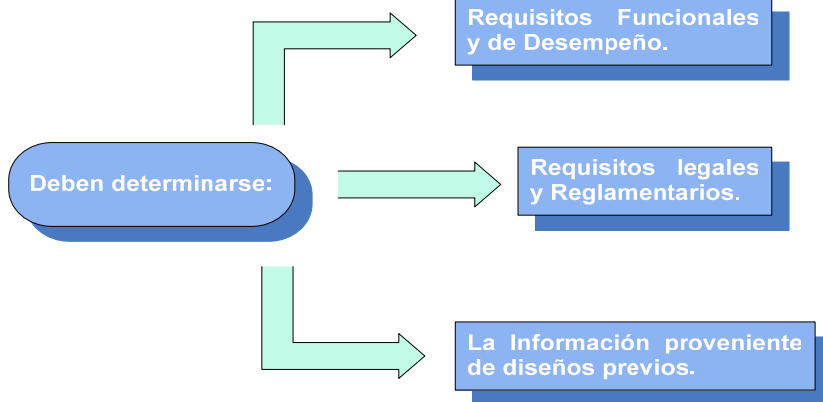 Requisitos Funcionales
y de Desempeño.
Deben determinarse:
Requisitos legales
y Reglamentarios.
La Información proveniente
de diseños previos.